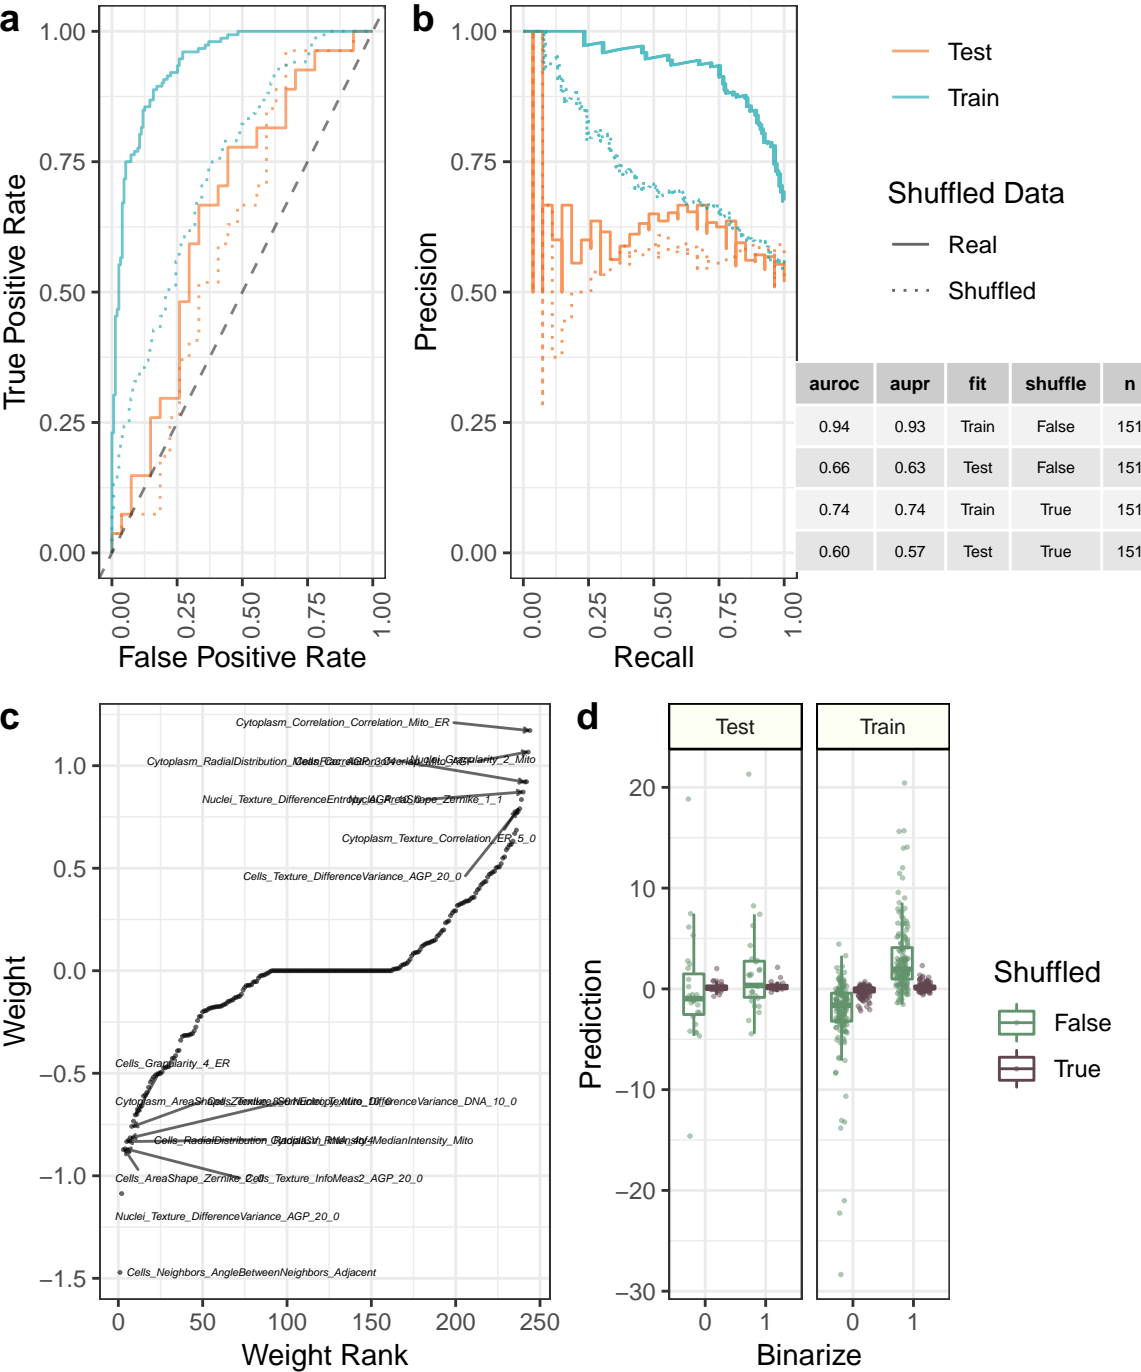 a
1.00
0.75
0.50
0.25
0.00
True Positive Rate
0.00
0.25
0.50
0.75
1.00
False Positive Rate
b
1.00
0.75
0.50
0.25
0.00
Precision
0.00
0.25
0.50
0.75
1.00
Recall
Test
Train
Shuffled Data
Real
Shuffled
auroc aupr fit shuffle n
0.94 0.93 Train False 151
0.66 0.63 Test False 151
0.74 0.74 Train True 151
0.60 0.57 Test True 151
c
1.0
0.5
0.0
−0.5
−1.0
−1.5
Weight
Cytoplasm_Correlation_Correlation_Mito_ER
Nuclei_Granularity_2_Mito
Nuclei_Texture_DifferenceEntropy_AGP_10_0
Nuclei_AreaShape_Zernike_1_1
Cytoplasm_Texture_Correlation_ER_5_0
Cells_Texture_DifferenceVariance_AGP_20_0
Cells_Granularity_4_ER
Cells_AreaShape_Zernike_2_0
Cells_Texture_InfoMeas2_AGP_20_0
Nuclei_Texture_DifferenceVariance_AGP_20_0
Cells_Neighbors_AngleBetweenNeighbors_Adjacent
0
50
100
150
200
250
Weight Rank
d
Test
Train
20
10
0
−10
−20
−30
Prediction
0
1
0
1
Binarize
Shuffled
False
True